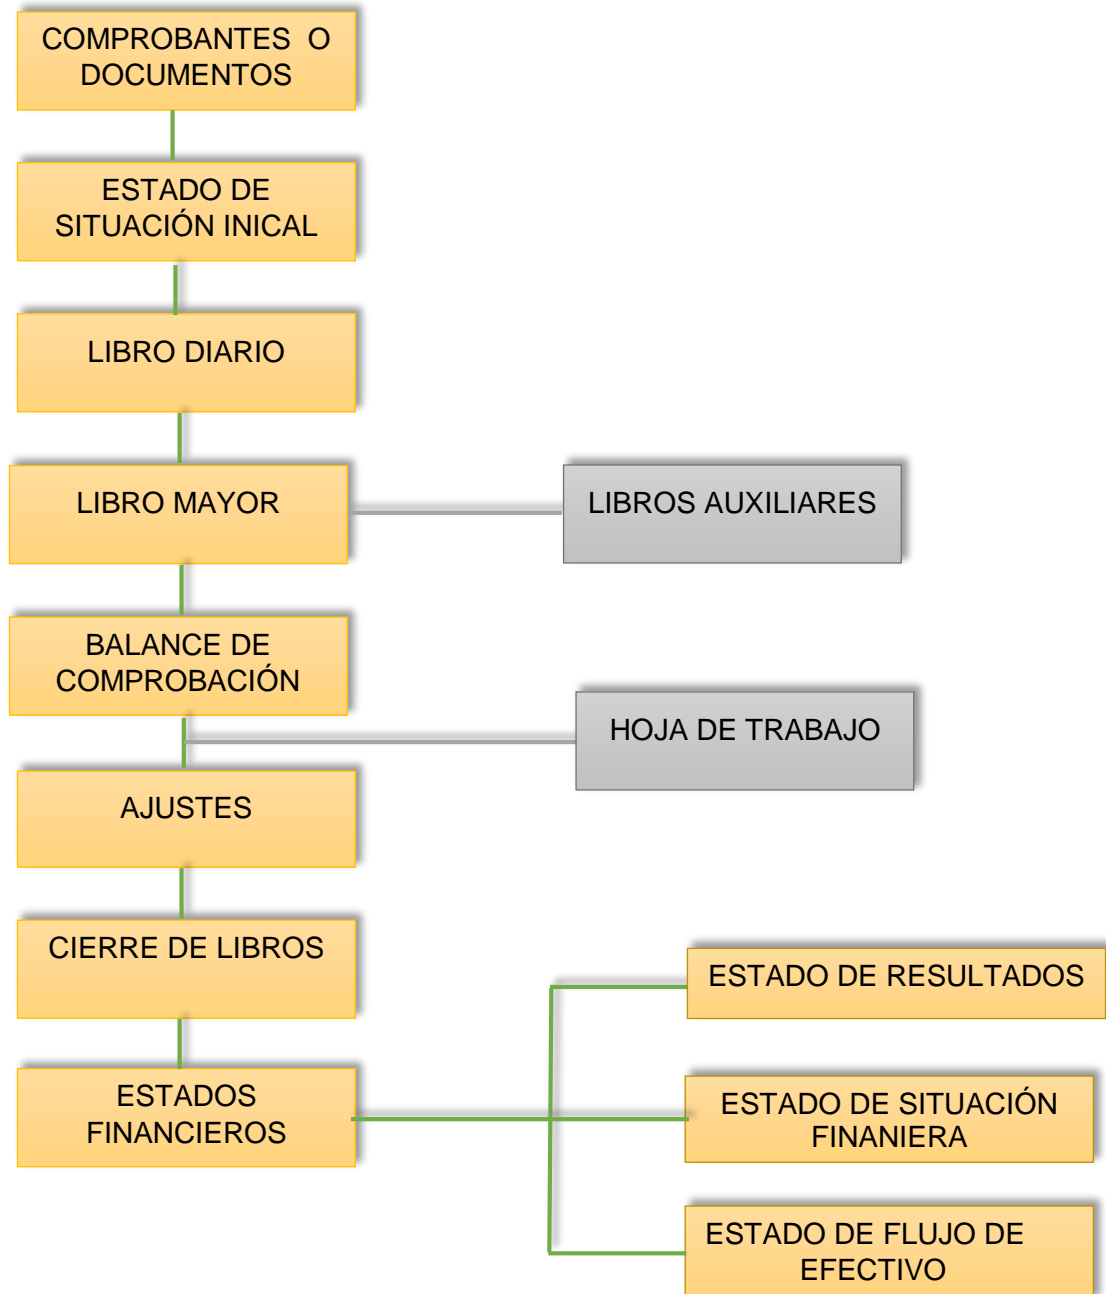 COMPROBANTES O
DOCUMENTOS
ESTADO DE
SITUACIÓN INICAL
LIBRO DIARIO
LIBRO MAYOR
LIBROS AUXILIARES
BALANCE DE
COMPROBACIÓN
HOJA DE TRABAJO
AJUSTES
CIERRE DE LIBROS
ESTADO DE RESULTADOS
ESTADOS
FINANCIEROS
ESTADO DE SITUACIÓN
FINANIERA
ESTADO DE FLUJO DE
EFECTIVO